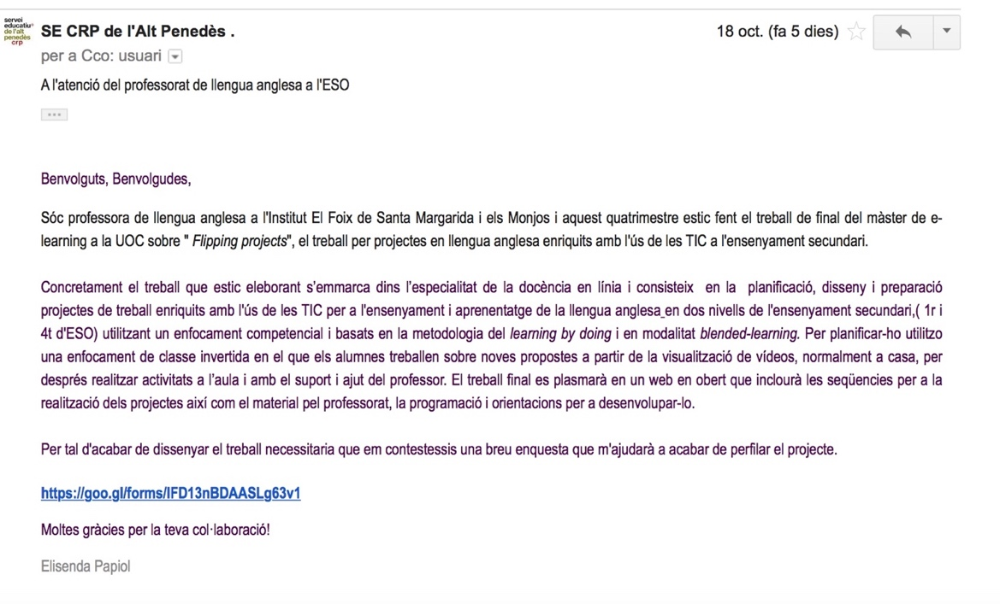 servei
educatiu
de l'alt
penedès
crp
SE CRP de l'Alt Penedès .
18 oct. (fa 5 dies)
per a Cco: usuari
A l'atenció del professorat de llengua anglesa a l'ESO
Benvolguts, Benvolgudes,
Sóc professora de llengua anglesa a l'Institut El Foix de Santa Margarida i els Monjos i aquest quatrimestre estic fent el treball de final del màster de e-
learning a la UOC sobre " Flipping projects", el treball per projectes en llengua anglesa enriquits amb l'ús de les TIC a l'ensenyament secundari.
Concretament el treball que estic eleborant s’emmarca dins l’especialitat de la docència en línia i consisteix en la planificació, disseny i preparació
projectes de treball enriquits amb l'ús de les TIC per a l'ensenyament i aprenentatge de la llengua anglesa en dos nivells de l'ensenyament secundari,( 1r i
4t d'ESO) utilitzant un enfocament competencial i basats en la metodologia del learning by doing i en modalitat blended-learning. Per planificar-ho utilitzo
una enfocament de classe invertida en el que els alumnes treballen sobre noves propostes a partir de la visualització de vídeos, normalment a casa, per
després realitzar activitats a l’aula i amb el suport i ajut del professor. El treball final es plasmarà en un web en obert que inclourà les seqüències per a la
realització dels projectes així com el material pel professorat, la programació i orientacions per a desenvolupar-lo.
Per tal d'acabar de dissenyar el treball necessitaria que em contestessis una breu enquesta que m'ajudarà a acabar de perfilar el projecte.
https://goo.gl/forms/IFD13nBDAASLg63v1
Moltes gràcies per la teva col·laboració!
Elisenda Papiol